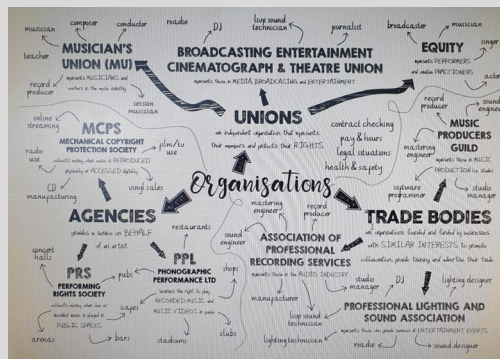 musician
composer
conductor
roadie
DJ
live sound
technician
journalist
broadcaster
musician
singer
actor
teacher
MUSICIAN'S
UNION (MU)
represents MUSICIANS and
workers in the music industry
record
producer
session
musician
BROADCASTING ENTERTAINMENT
CINEMATOGRAPH & THEATRE UNION
represents those in MEDIA, BROADCASTING and ENTERTAINMENT
EQUITY
represents PERFORMERS
and creative PRACTITIONERS
UNIONS
an independent organisation that represents
their members and protects their RIGHTS
contract checking
pay & hours
legal situations
health & safety
record
producer
sound
engineer
MUSIC
PRODUCERS
GUILD
represents those in MUSIC
PRODUCTION
mastering
engineer
software
programmer
studio
manager
online
streaming
MCPS
MECHANICAL COPYRIGHT
PROTECTION SOCIETY
collects money when music is REPRODUCED
physically or ACCESSED digitally
radio
use
film/tv
use
CD
manufacturing
vinyl sales
Organisations
AGENCIES
provides a service on BEHALF
of an artist
TRADE BODIES
an organisation founded and funded by businesses
with SIMILAR INTERESTS to promote
collaboration, provide training and advertise their trade
concert
halls
PRS
PERFORMING
RIGHTS SOCIETY
collects money when live or
recorded music is played in
PUBLIC SPACES
pubs
cafes
arenas
bars
restaurants
PPL
PHONOGRAPHIC
PERFORMANCE LTD
licenses the right to play
RECORDED MUSIC and
MUSIC VIDEOS in public
shops
stadiums
clubs
mastering
engineer
record
producer
sound
engineer
ASSOCIATION OF
PROFESSIONAL
RECORDING SERVICES
represents those in the AUDIO INDUSTRY
studio
manager
manufacturer
DJ
lighting designer
PROFESSIONAL LIGHTING AND
SOUND ASSOCIATION
represents those who provide services to ENTERTAINMENT EVENTS
live sound
technician
lighting technician
roadie
sound designer